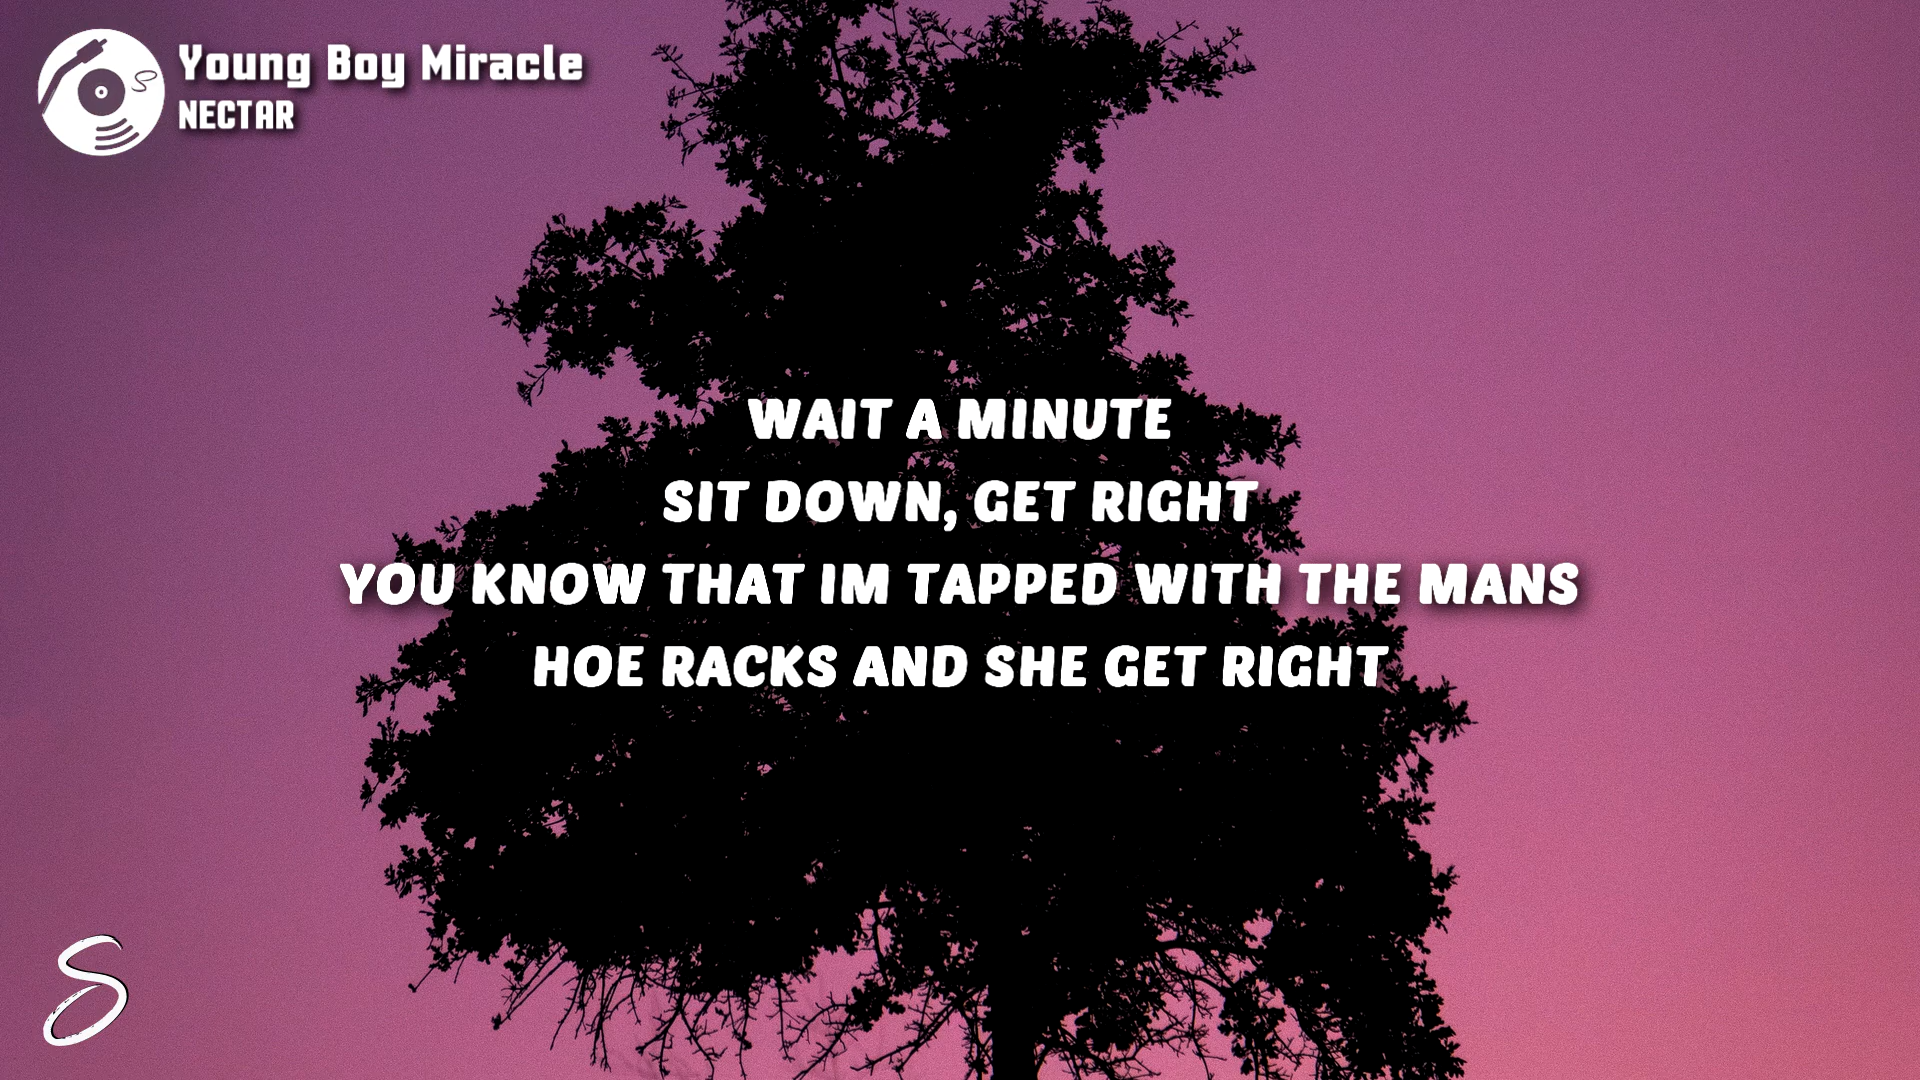 Young Boy Miracle
NECTAR
WAIT A MINUTE
SIT DOWN, GET RIGHT
YOU KNOW THAT IM TAPPED WITH THE MANS
HOE RACKS AND SHE GET RIGHT
S